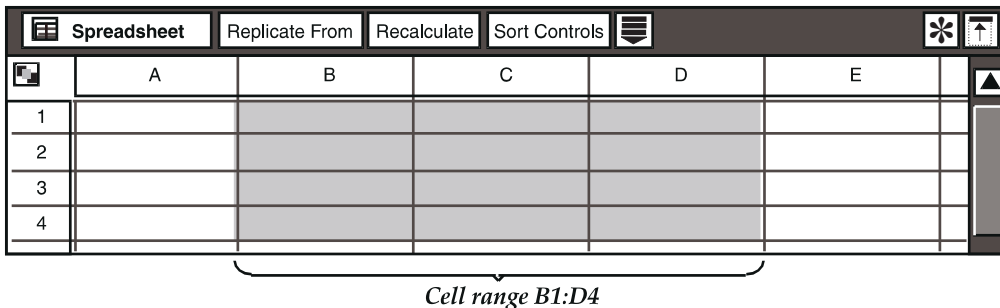 Spreadsheet Replicate From Recalculate Sort Controls
A B C D E
1
2
3
4
Cell range B1:D4